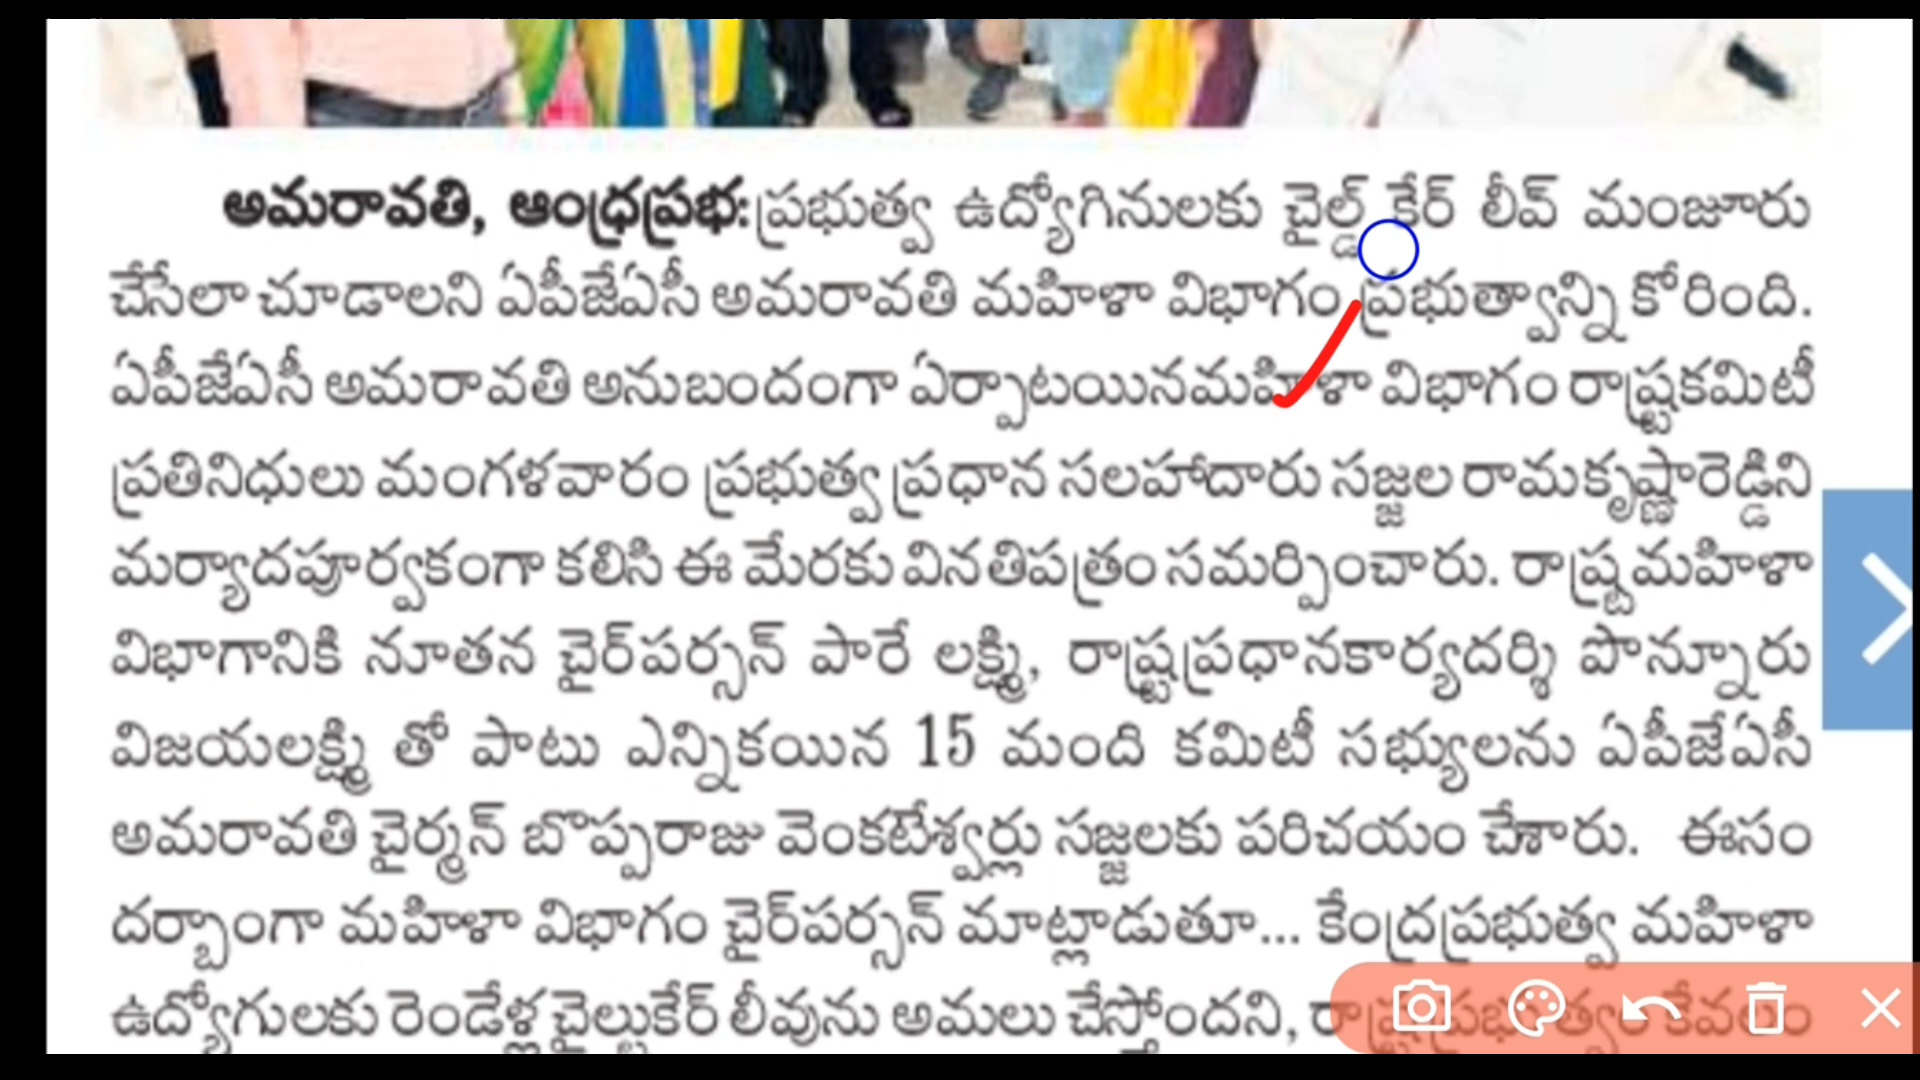 అమరావతి, ఆంధ్రప్రభ:ప్రభుత్వ ఉద్యోగినులకు చైల్డ్ కేర్ లీవ్ మంజూరు
చేసేలా చూడాలని ఏపీజేఏసీ అమరావతి మహిళా విభాగం ప్రభుత్వాన్ని కోరింది.
ఏపీజేఏసీ అమరావతి అనుబందంగా ఏర్పాటయినమహిళా విభాగం రాష్ట్రకమిటీ
ప్రతినిధులు మంగళవారం ప్రభుత్వ ప్రధాన సలహాదారు సజ్జల రామకృష్ణారెడ్డిని
మర్యాదపూర్వకంగా కలిసి ఈ మేరకు వినతిపత్రం సమర్పించారు. రాష్ట్రమహిళా
విభాగానికి నూతన చైర్‌పర్సన్ పారే లక్ష్మి, రాష్ట్రప్రధానకార్యదర్శి పొన్నూరు
విజయలక్ష్మి తో పాటు ఎన్నికయిన 15 మంది కమిటీ సభ్యులను ఏపీజేఏసీ
అమరావతి చైర్మన్ బొప్పరాజు వెంకటేశ్వర్లు సజ్జలకు పరిచయం చేశారు. ఈసం
దర్భాంగా మహిళా విభాగం చైర్‌పర్సన్ మాట్లాడుతూ... కేంద్రప్రభుత్వ మహిళా
ఉద్యోగులకు రెండేళ్ల చైల్డుకేర్ లీవును అమలు చేస్తోందని, రాష్ట్రప్రభుత్వం కేవలం